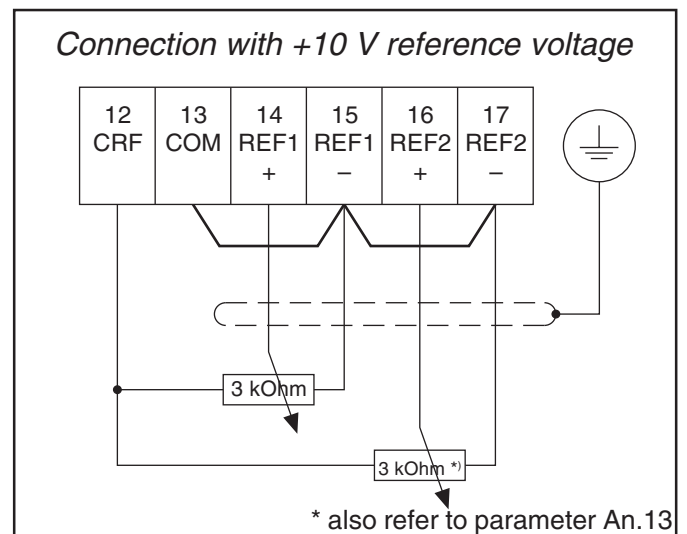 Connection with +10 V reference voltage
12 13 14 15 16 17
CRF COM REF1 REF1 REF2 REF2
+ – + –
3 kOhm
3 kOhm *)
* also refer to parameter An.13